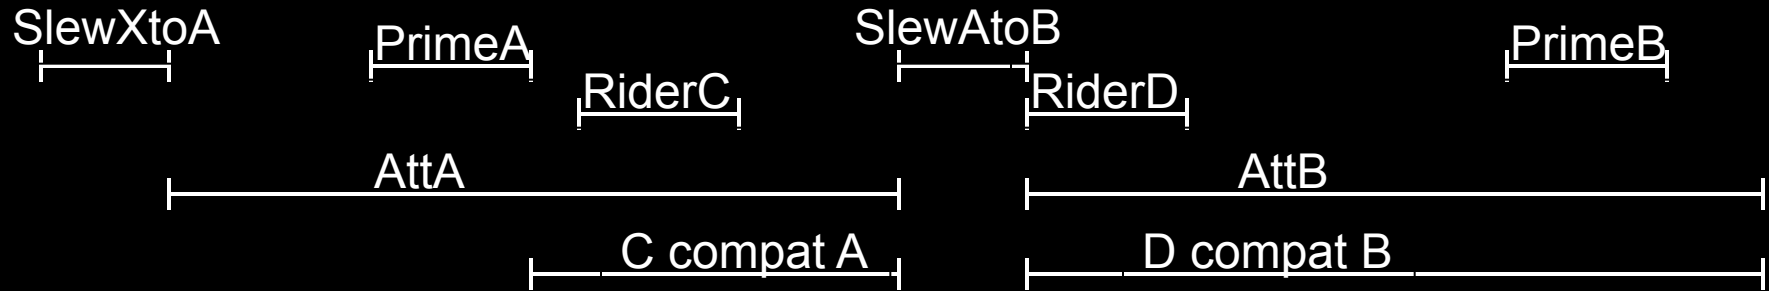 SlewXtoA
PrimeA
SlewAtoB
PrimeB
RiderC
RiderD
AttA
AttB
C compat A
D compat B